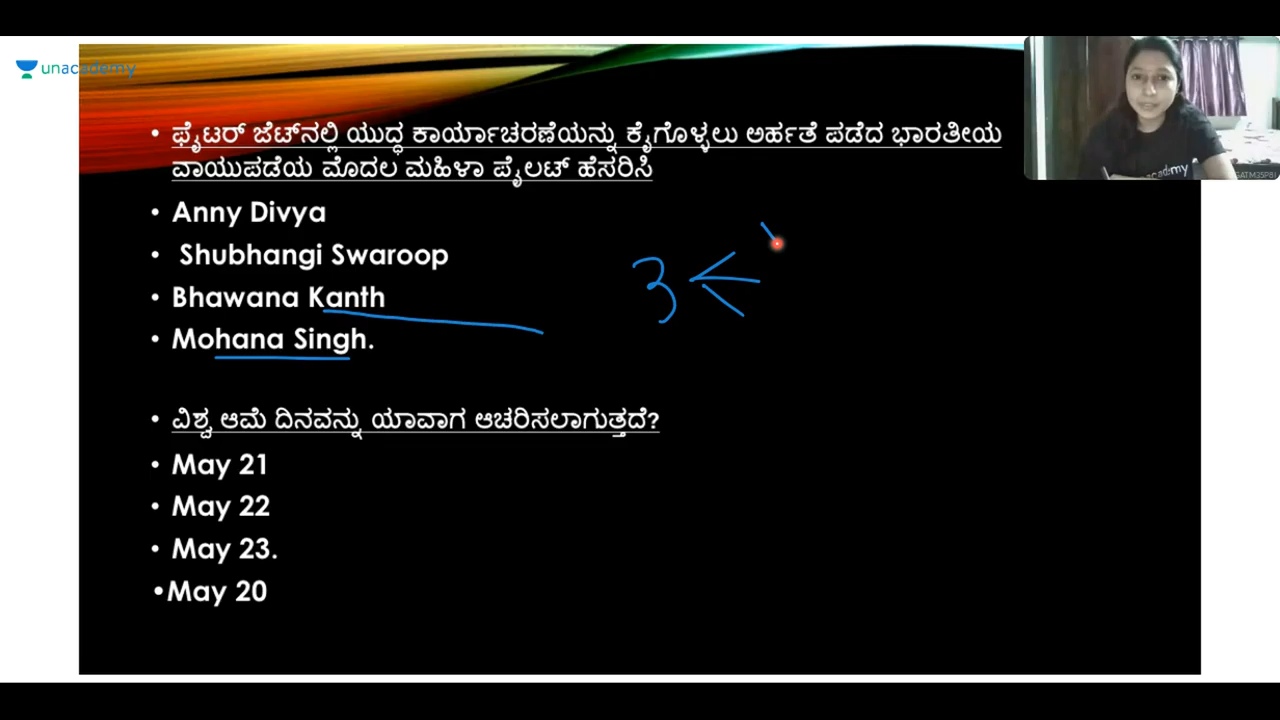 unacademy
• ಫೈಟರ್ ಜೆಟ್‌ನಲ್ಲಿ ಯುದ್ಧ ಕಾರ್ಯಾಚರಣೆಯನ್ನು ಕೈಗೊಳ್ಳಲು ಅರ್ಹತೆ ಪಡೆದ ಭಾರತೀಯ
ವಾಯುಪಡೆಯ ಮೊದಲ ಮಹಿಳಾ ಪೈಲಟ್ ಹೆಸರಿಸಿ
• Anny Divya
• Shubhangi Swaroop
• Bhawana Kanth
• Mohana Singh.
3
• ವಿಶ್ವ ಆಮೆ ದಿನವನ್ನು ಯಾವಾಗ ಆಚರಿಸಲಾಗುತ್ತದೆ?
• May 21
• May 22
• May 23.
•May 20